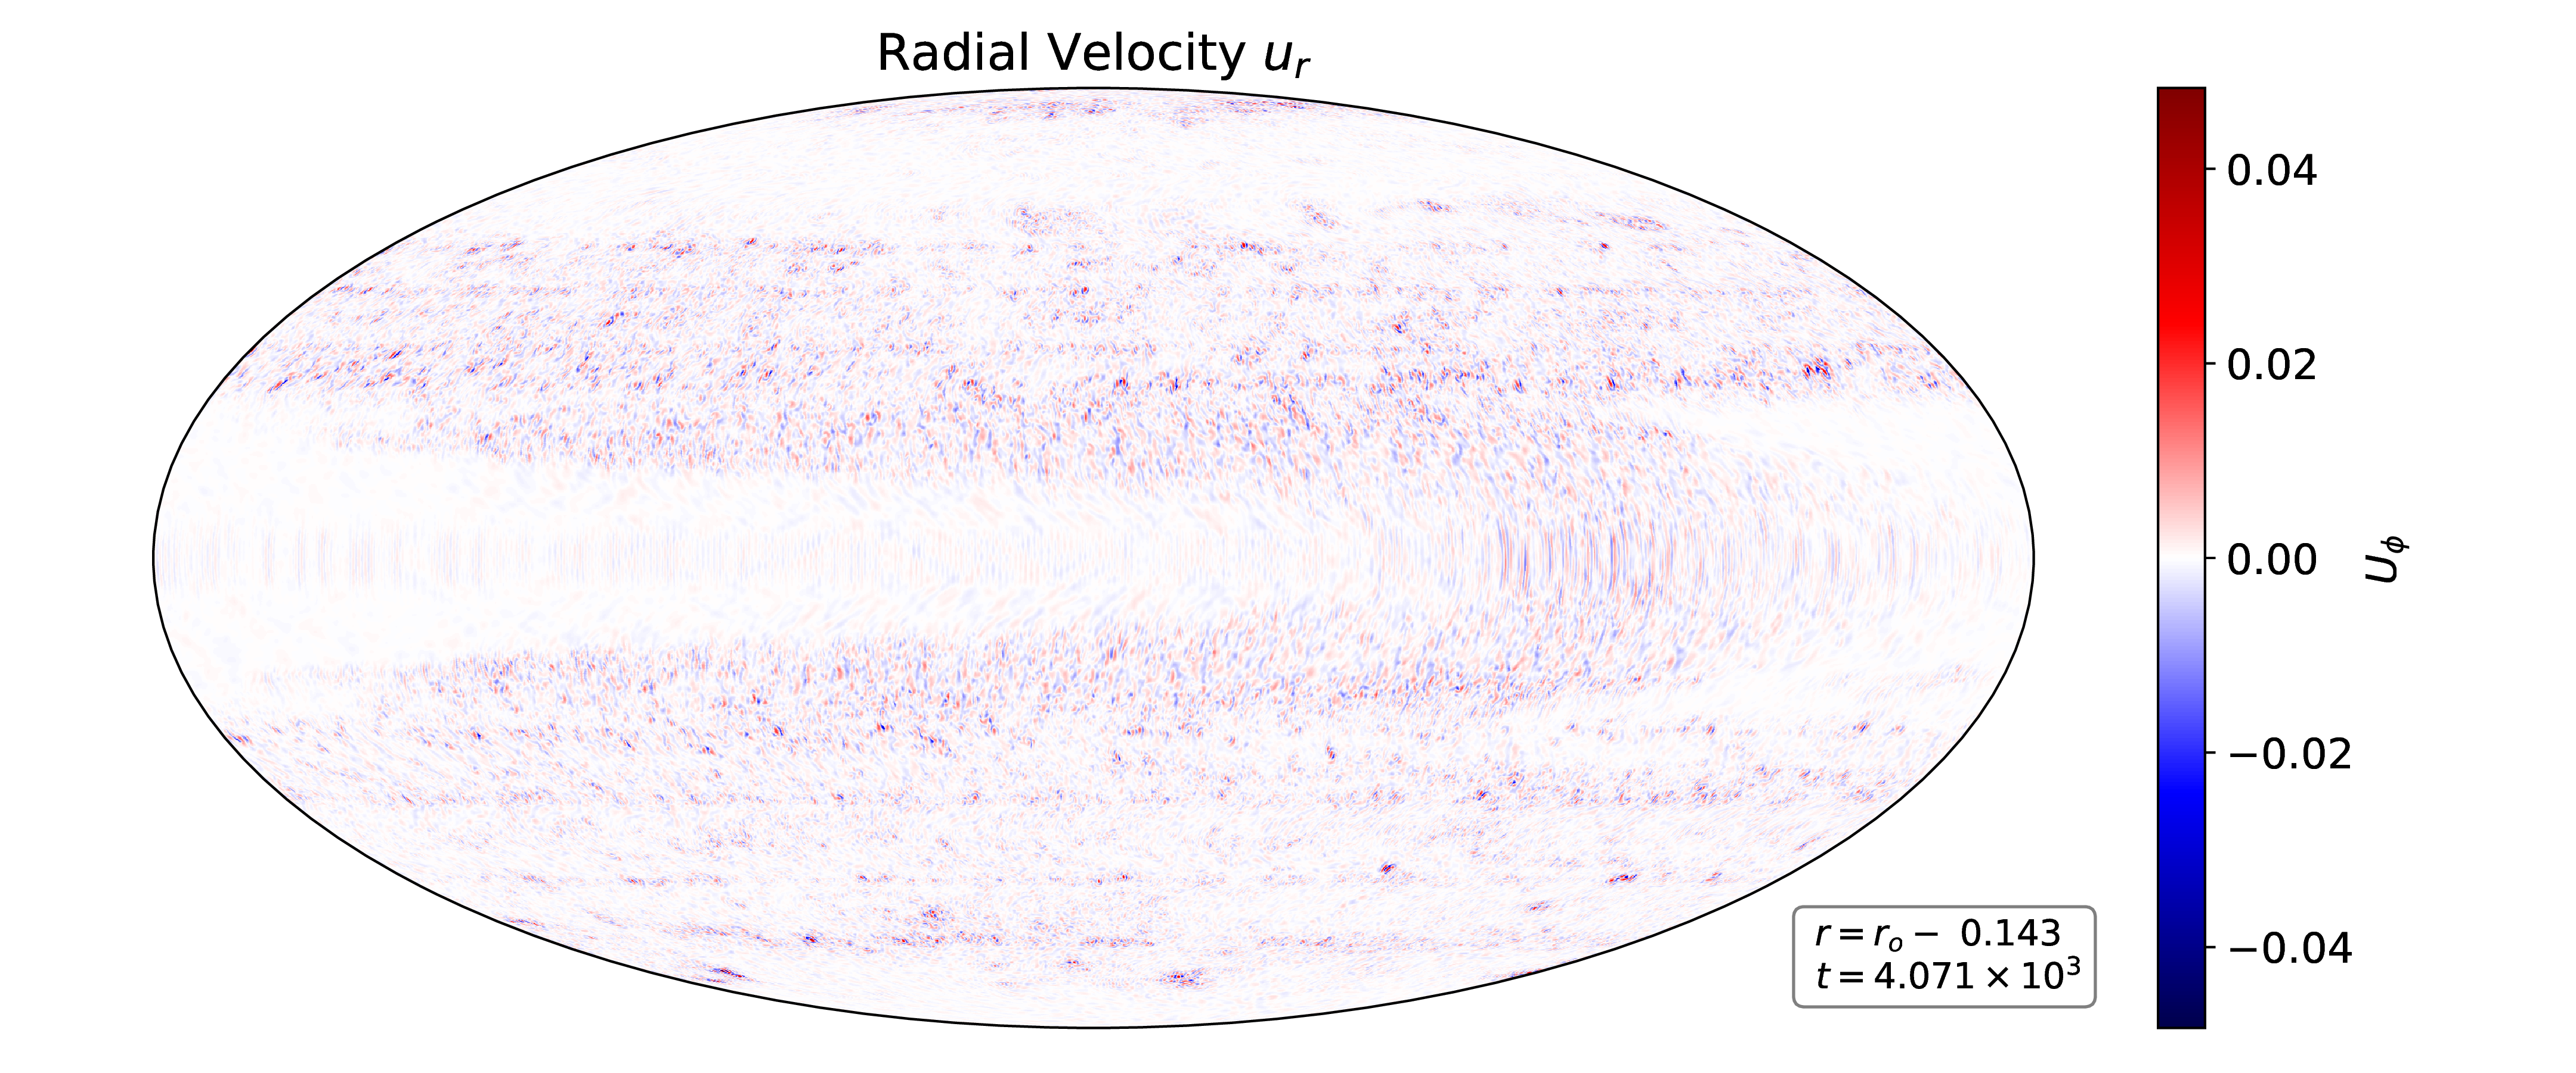 Radial Velocity u_r
0.04
0.02
0.00
−0.02
−0.04
U_ϕ
r = r_o − 0.143
t = 4.071 × 10^3